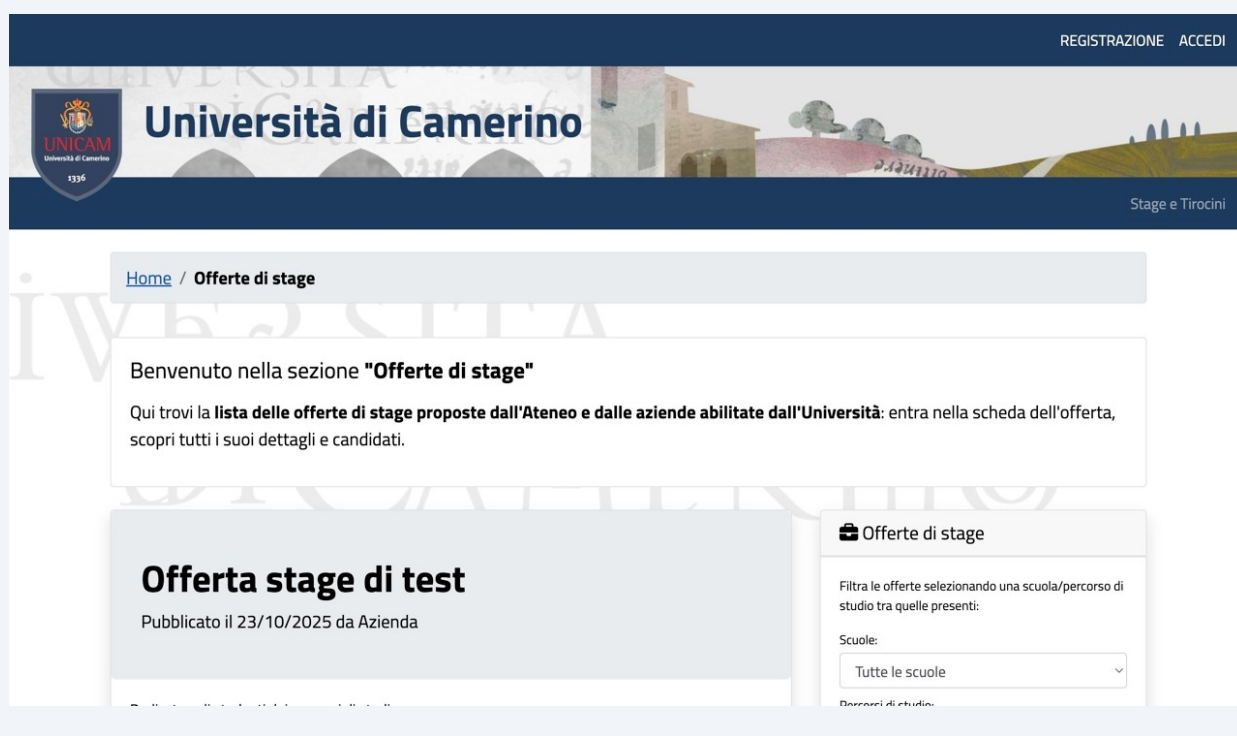 REGISTRAZIONE ACCEDI
UNICAM
Università di Camerino
1336
Università di Camerino
Stage e Tirocini
Home / Offerte di stage
Benvenuto nella sezione "Offerte di stage"
Qui trovi la lista delle offerte di stage proposte dall'Ateneo e dalle aziende abilitate dall'Università: entra nella scheda dell'offerta,
scopri tutti i suoi dettagli e candidati.
Offerta stage di test
Pubblicato il 23/10/2025 da Azienda
Offerte di stage
Filtra le offerte selezionando una scuola/percorso di
studio tra quelle presenti:
Scuole:
Tutte le scuole
Percorsi di studio: